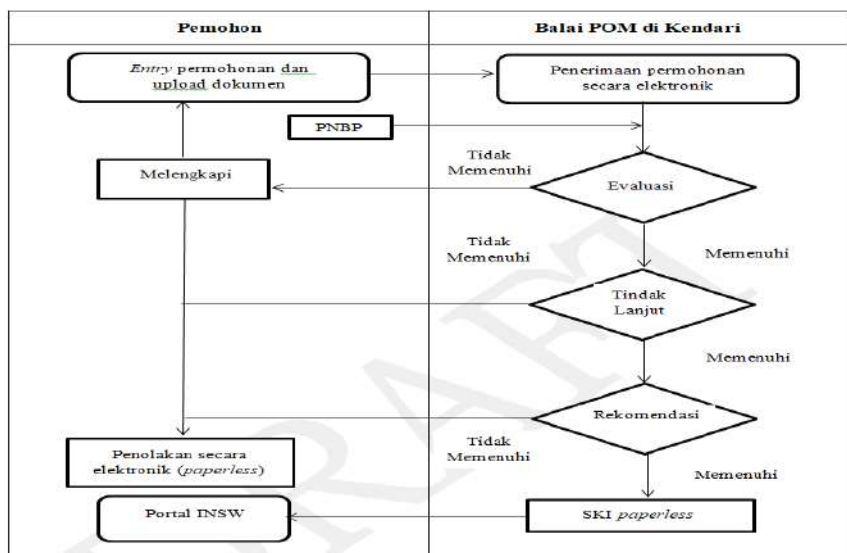 Pemohon
Balai POM di Kendari
Entry permohonan dan
upload dokumen
Penerimaan permohonan
secara elektronik
PNBP
Tidak
Memenuhi
Melengkapi
Evaluasi
Tidak
Memenuhi
Memenuhi
Tindak
Lanjut
Memenuhi
Rekomendasi
Penolakan secara
elektronik (paperless)
Tidak
Memenuhi
Memenuhi
Portal INSW
SKI paperless
DRAFT